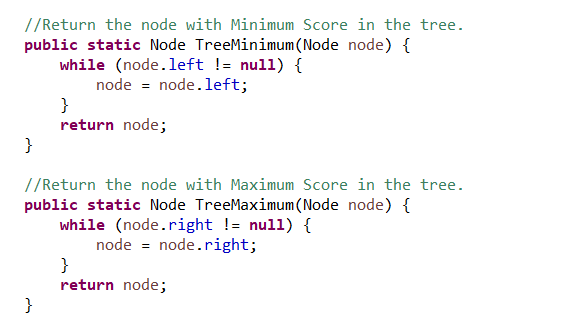 //Return the node with Minimum Score in the tree.
public static Node TreeMinimum(Node node) {
    while (node.left != null) {
        node = node.left;
    }
    return node;
}

//Return the node with Maximum Score in the tree.
public static Node TreeMaximum(Node node) {
    while (node.right != null) {
        node = node.right;
    }
    return node;
}